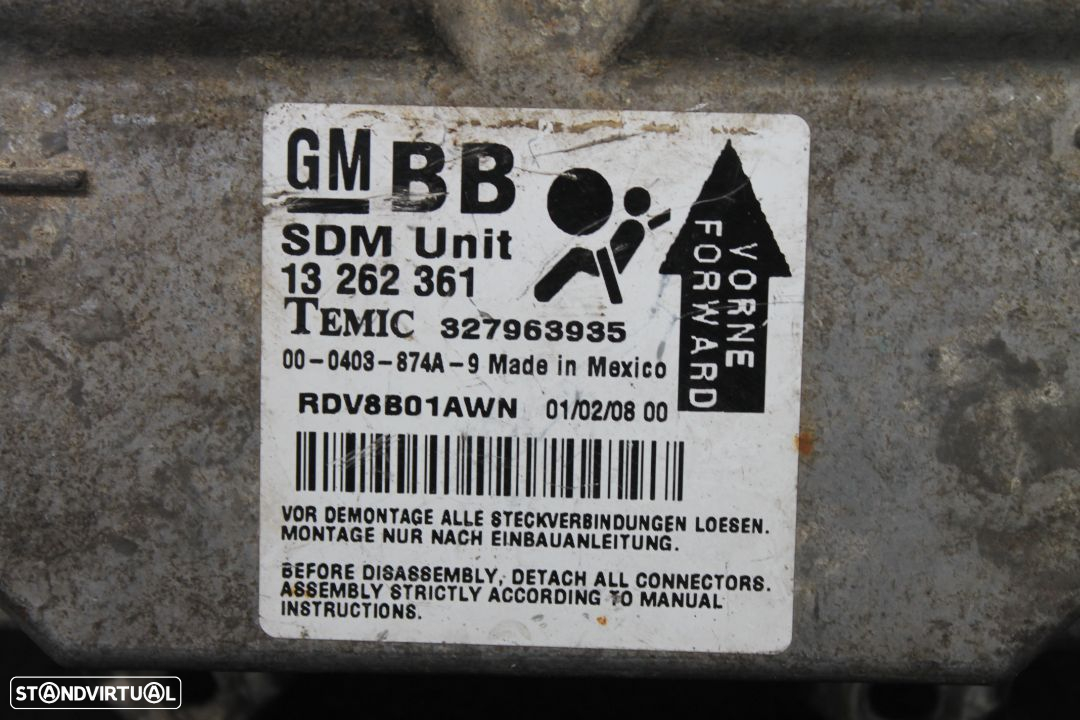 GM BB
SDM Unit
13 262 361
TEMIC 327963935
00-0403-874A-9 Made in Mexico
RDV8B01AWN 01/02/08 00
VORNE
FORWARD
VOR DEMONTAGE ALLE STECKVERBINDUNGEN LOESEN.
MONTAGE NUR NACH EINBAUANLEITUNG.
BEFORE DISASSEMBLY, DETACH ALL CONNECTORS.
ASSEMBLY STRICTLY ACCORDING TO MANUAL
INSTRUCTIONS.
STANDVIRTUAL